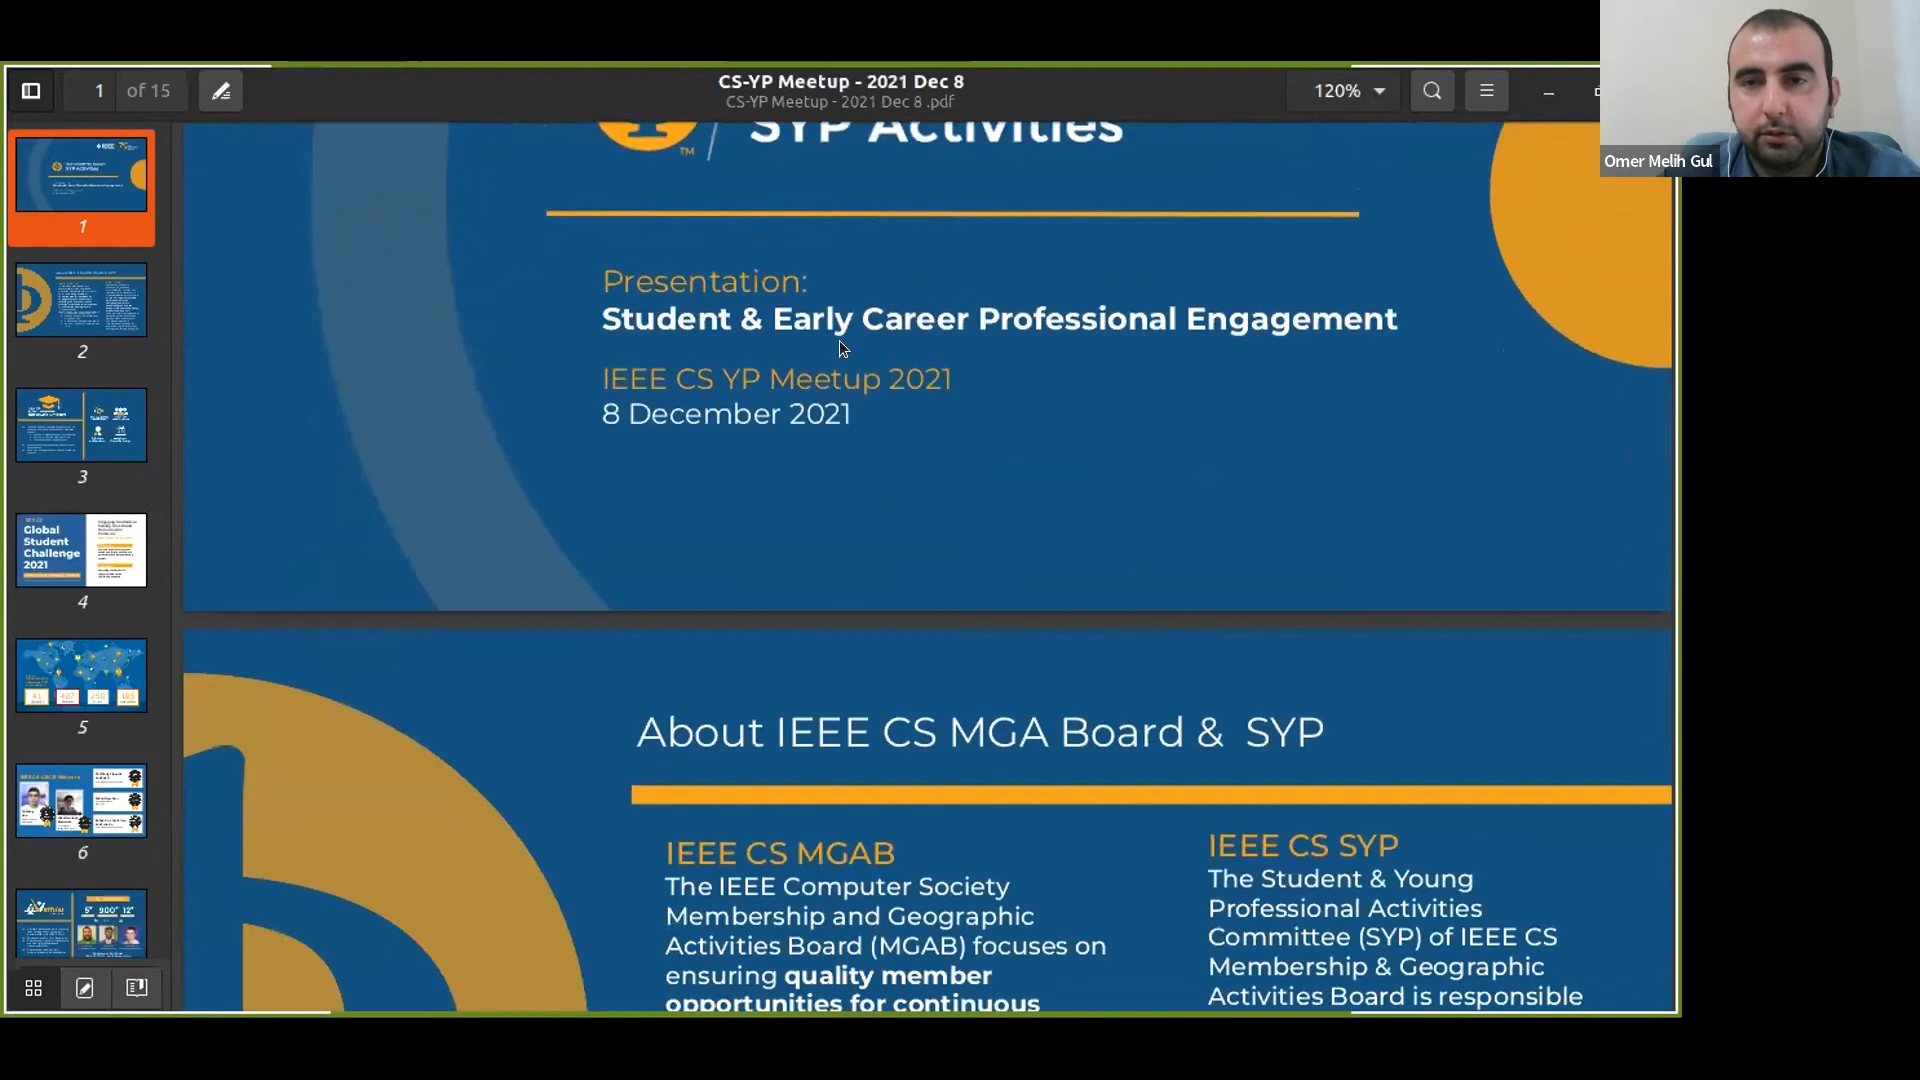 1 of 15
CS-YP Meetup - 2021 Dec 8
CS-YP Meetup - 2021 Dec 8 .pdf
120%
Omer Melih Gul
SYP Activities
TM
Presentation:
Student & Early Career Professional Engagement
IEEE CS YP Meetup 2021
8 December 2021
About IEEE CS MGA Board & SYP
IEEE CS MGAB
The IEEE Computer Society
Membership and Geographic
Activities Board (MGAB) focuses on
ensuring quality member
opportunities for continuous
IEEE CS SYP
The Student & Young
Professional Activities
Committee (SYP) of IEEE CS
Membership & Geographic
Activities Board is responsible
1
2
3
Global
Student
Challenge
2021
4
5
6